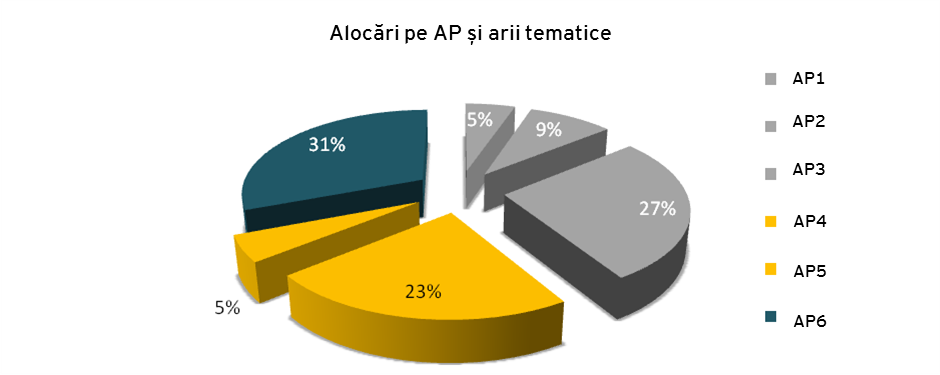 Alocări pe AP și arii tematice
5%
9%
31%
27%
23%
5%
AP1
AP2
AP3
AP4
AP5
AP6